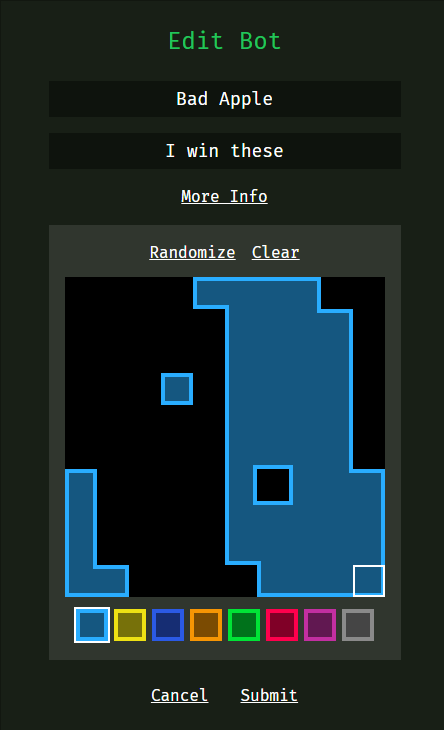 Edit Bot
Bad Apple
I win these
More Info
Randomize Clear
Cancel Submit